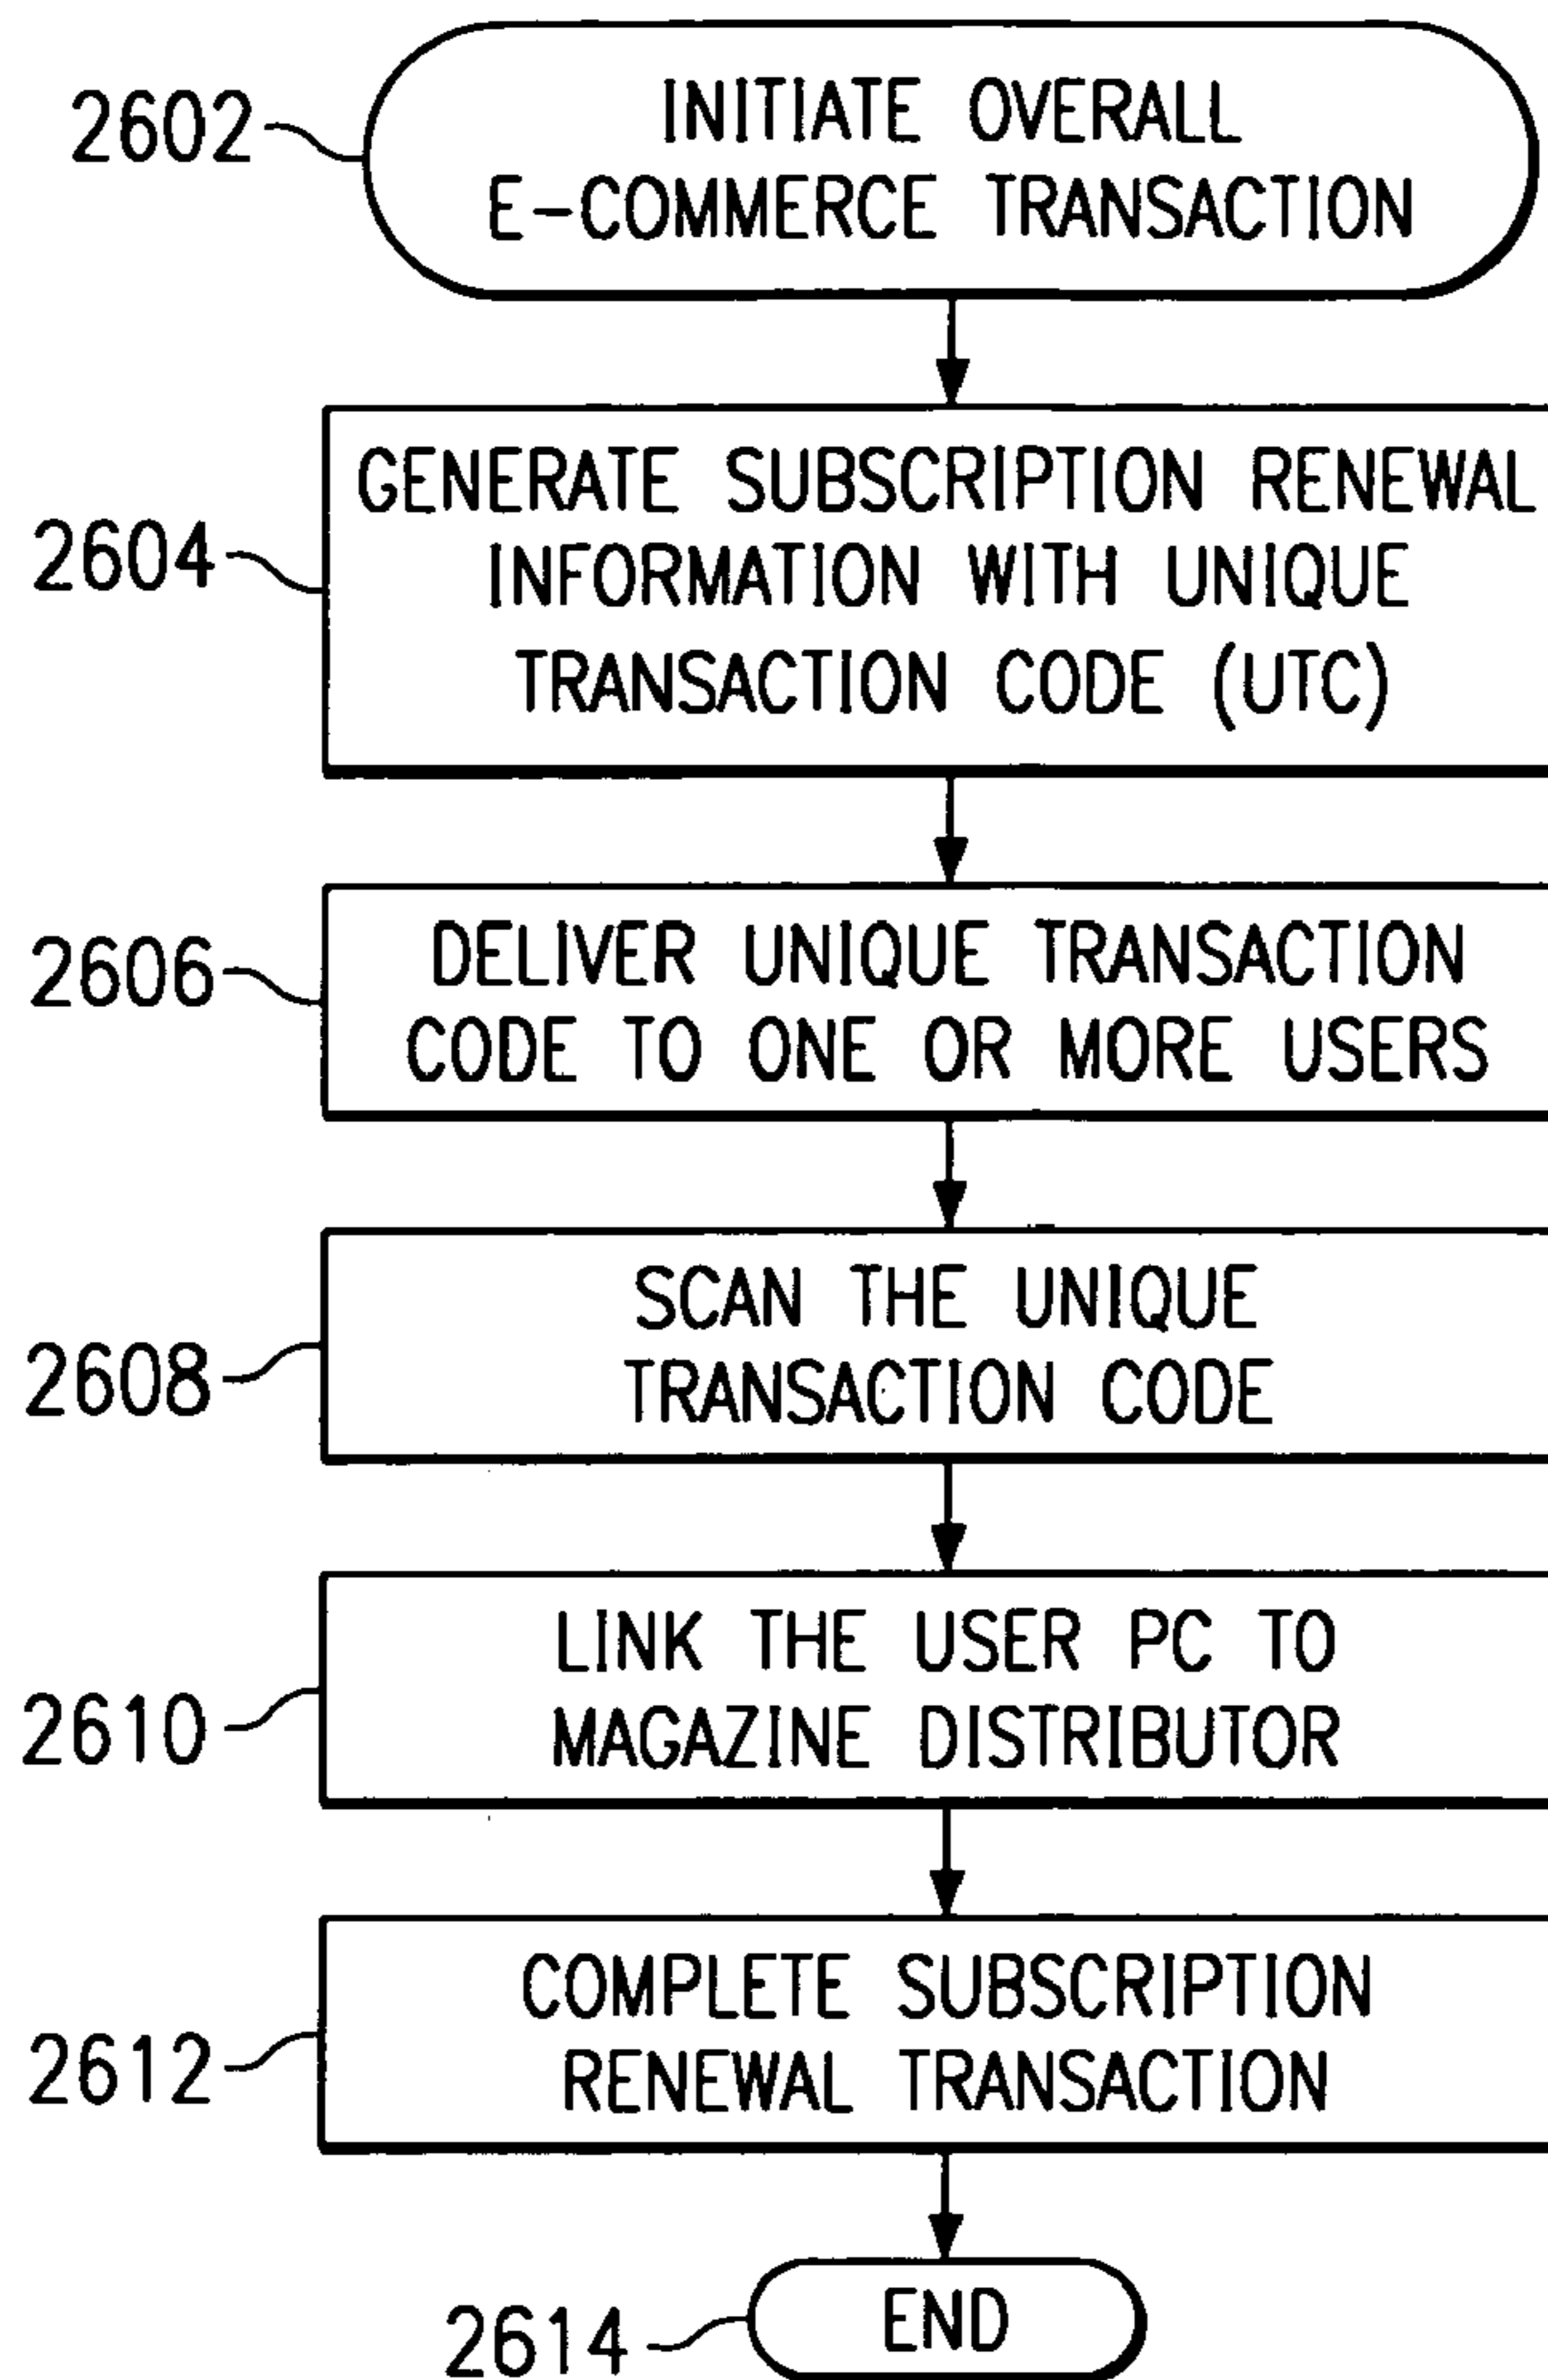 2602
INITIATE OVERALL
E-COMMERCE TRANSACTION
2604
GENERATE SUBSCRIPTION RENEWAL
INFORMATION WITH UNIQUE
TRANSACTION CODE (UTC)
2606
DELIVER UNIQUE TRANSACTION
CODE TO ONE OR MORE USERS
2608
SCAN THE UNIQUE
TRANSACTION CODE
2610
LINK THE USER PC TO
MAGAZINE DISTRIBUTOR
2612
COMPLETE SUBSCRIPTION
RENEWAL TRANSACTION
2614
END